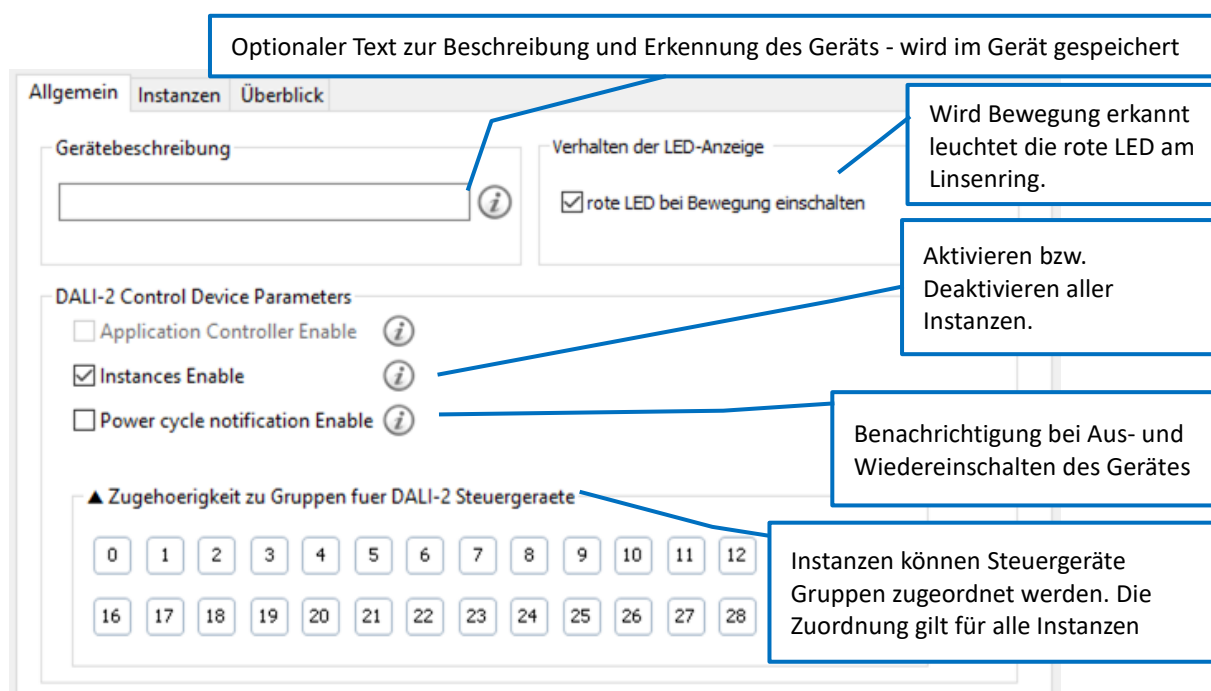 Optionaler Text zur Beschreibung und Erkennung des Geräts - wird im Gerät gespeichert
Allgemein Instanzen Überblick
Gerätebeschreibung
Verhalten der LED-Anzeige
rote LED bei Bewegung einschalten
Wird Bewegung erkannt
leuchtet die rote LED am
Linsenring.
DALI-2 Control Device Parameters
Application Controller Enable
Instances Enable
Power cycle notification Enable
Aktivieren bzw.
Deaktivieren aller
Instanzen.
Benachrichtigung bei Aus- und
Wiedereinschalten des Gerätes
▲ Zugehoerigkeit zu Gruppen fuer DALI-2 Steuergeraete
0 1 2 3 4 5 6 7 8 9 10 11 12
16 17 18 19 20 21 22 23 24 25 26 27 28
Instanzen können Steuergeräte
Gruppen zugeordnet werden. Die
Zuordnung gilt für alle Instanzen